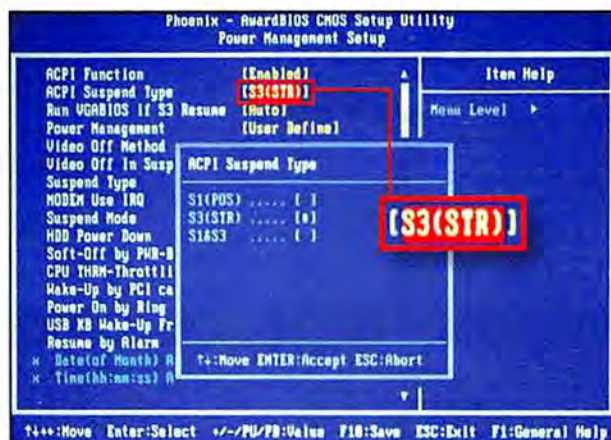 Phoenix - AwardBIOS CMOS Setup Utility
Power Management Setup
ACPI Function [Enabled]
ACPI Suspend Type [S3(STR)]
Run VGABIOS if S3 Resume [Auto]
Power Management [User Define]
Video Off Method
Video Off In Susp
Suspend Type
MODEM Use IRQ
Suspend Mode
HDD Power Down
Soft-Off by PWR-B
CPU THRM-Throttli
Wake-Up by PCI ca
Power On by Ring
USB KB Wake-Up Fr
Resume by Alarm
x Date(of Month) A
x Time(hh:mm:ss) A
Item Help
Menu Level ▶
ACPI Suspend Type
S1(POS) ..... [ ]
S3(STR) ..... [■]
S1&S3 ..... [ ]
↑↓:Move ENTER:Accept ESC:Abort
[S3(STR)]
↑↓→←:Move Enter:Select +/-/PU/PD:Value F10:Save ESC:Exit F1:General Help